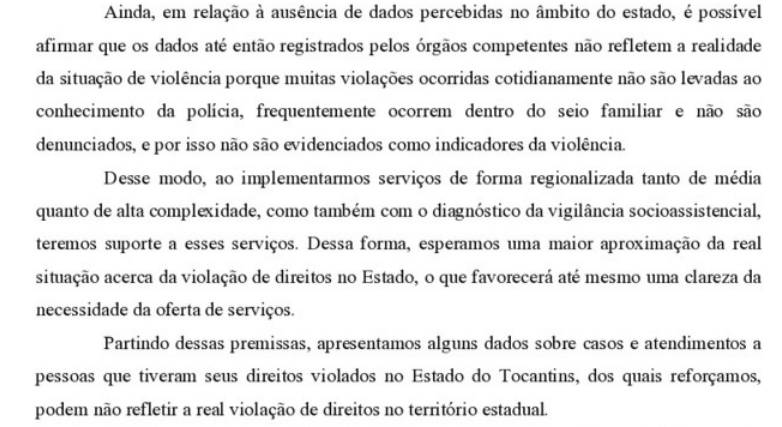 Ainda, em relação à ausência de dados percebidas no âmbito do estado, é possível
afirmar que os dados até então registrados pelos órgãos competentes não refletem a realidade
da situação de violência porque muitas violações ocorridas cotidianamente não são levadas ao
conhecimento da polícia, frequentemente ocorrem dentro do seio familiar e não são
denunciados, e por isso não são evidenciados como indicadores da violência.
Desse modo, ao implementarmos serviços de forma regionalizada tanto de média
quanto de alta complexidade, como também com o diagnóstico da vigilância socioassistencial,
teremos suporte a esses serviços. Dessa forma, esperamos uma maior aproximação da real
situação acerca da violação de direitos no Estado, o que favorecerá até mesmo uma clareza da
necessidade da oferta de serviços.
Partindo dessas premissas, apresentamos alguns dados sobre casos e atendimentos a
pessoas que tiveram seus direitos violados no Estado do Tocantins, dos quais reforçamos,
podem não refletir a real violação de direitos no território estadual.